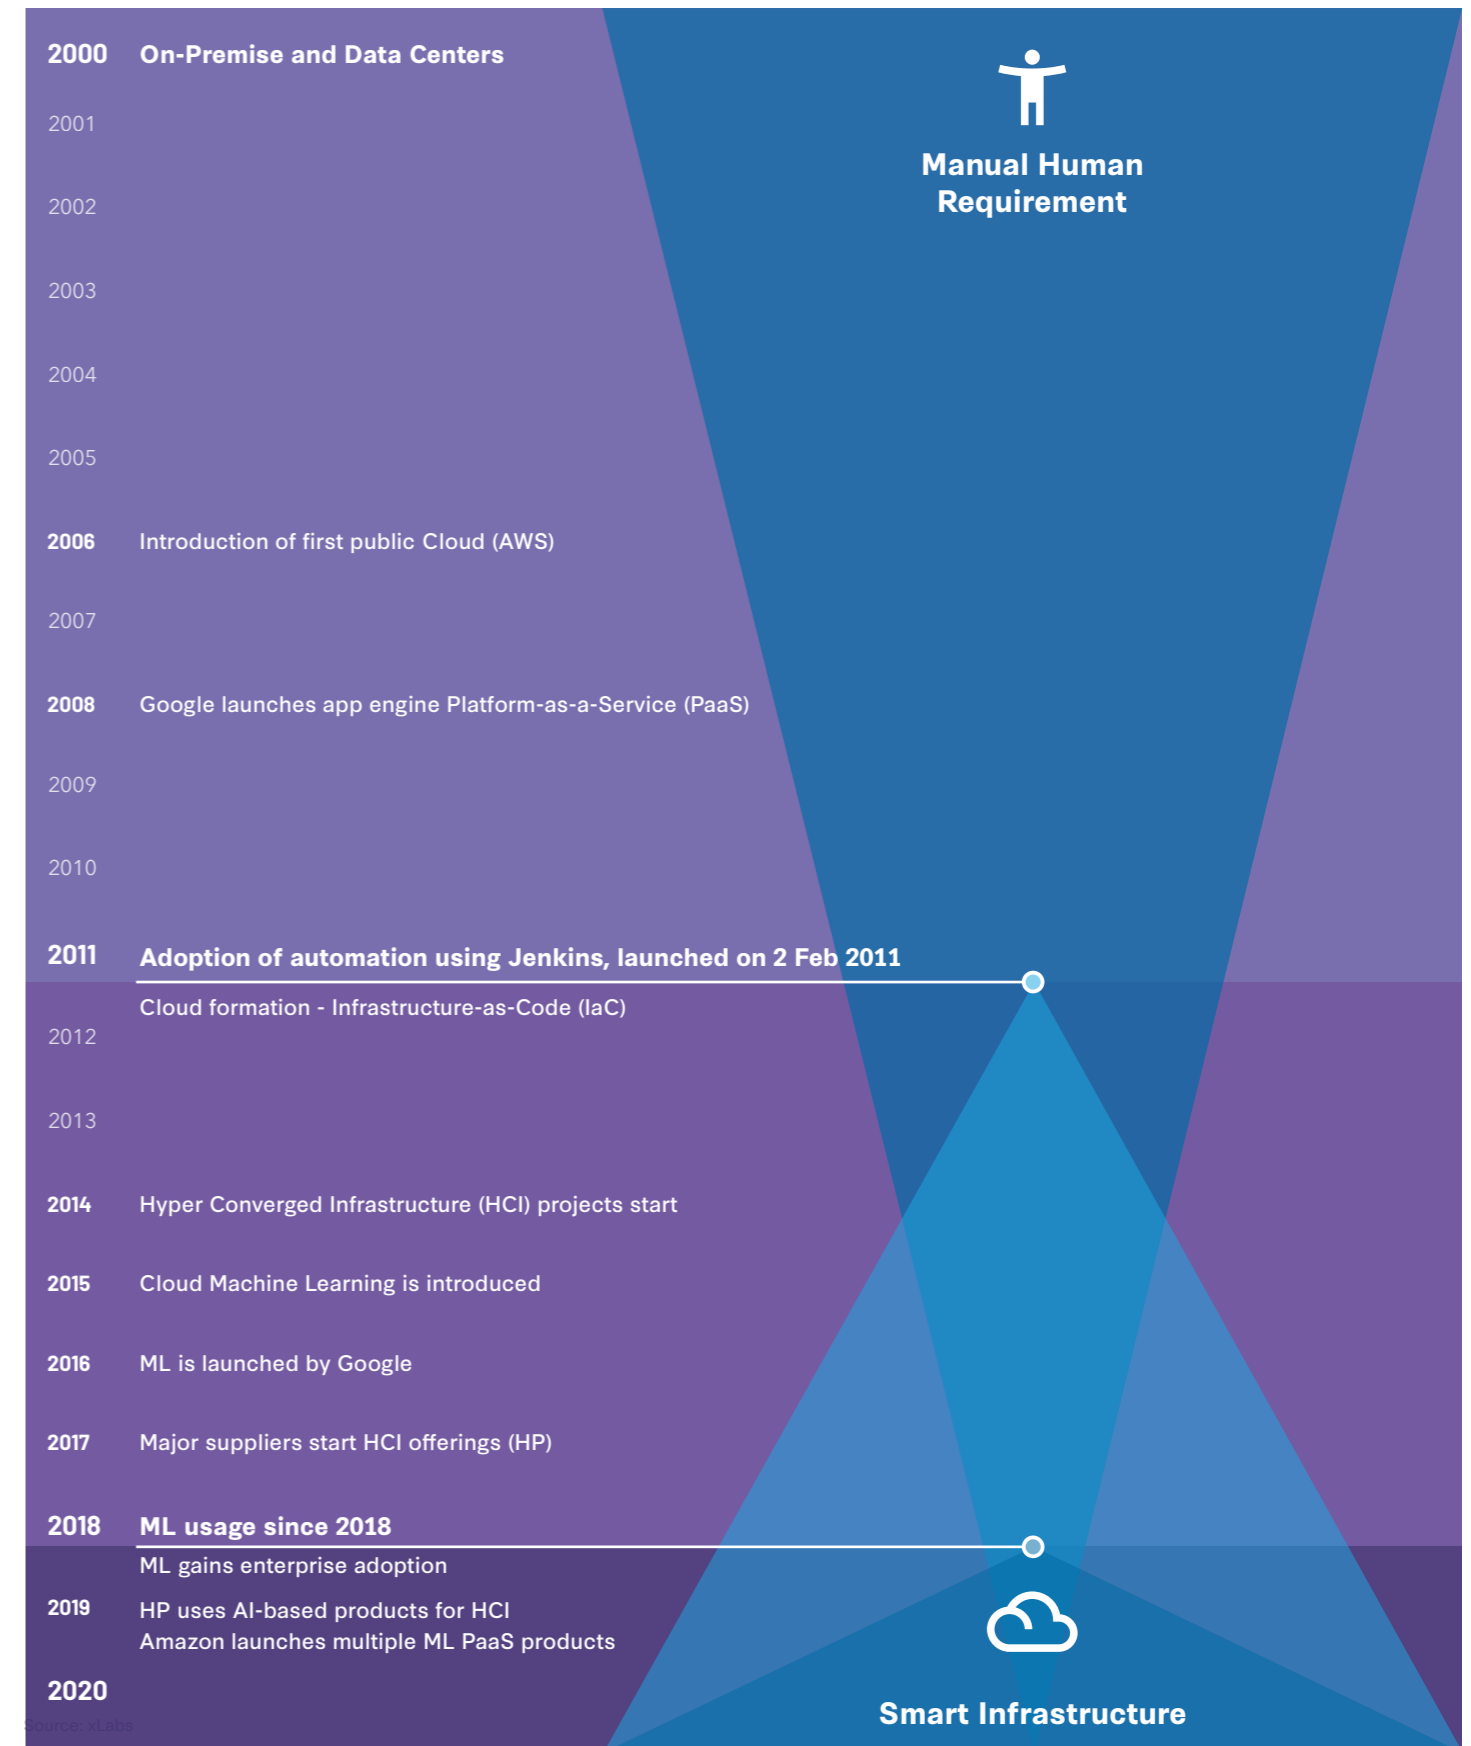 2000 On-Premise and Data Centers
2001
Manual Human
Requirement
2002
2003
2004
2005
2006 Introduction of first public Cloud (AWS)
2007
2008 Google launches app engine Platform-as-a-Service (PaaS)
2009
2010
2011 Adoption of automation using Jenkins, launched on 2 Feb 2011
Cloud formation - Infrastructure-as-Code (IaC)
2012
2013
2014 Hyper Converged Infrastructure (HCI) projects start
2015 Cloud Machine Learning is introduced
2016 ML is launched by Google
2017 Major suppliers start HCI offerings (HP)
2018 ML usage since 2018
ML gains enterprise adoption
2019 HP uses AI-based products for HCI
Amazon launches multiple ML PaaS products
2020
Smart Infrastructure
Source: xLabs